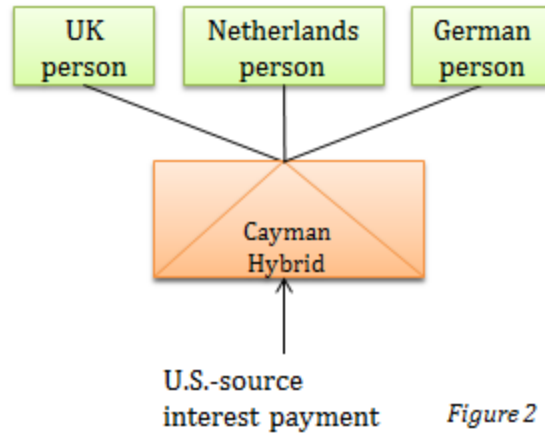 UK
person
Netherlands
person
German
person
Cayman
Hybrid
U.S.-source
interest payment
Figure 2